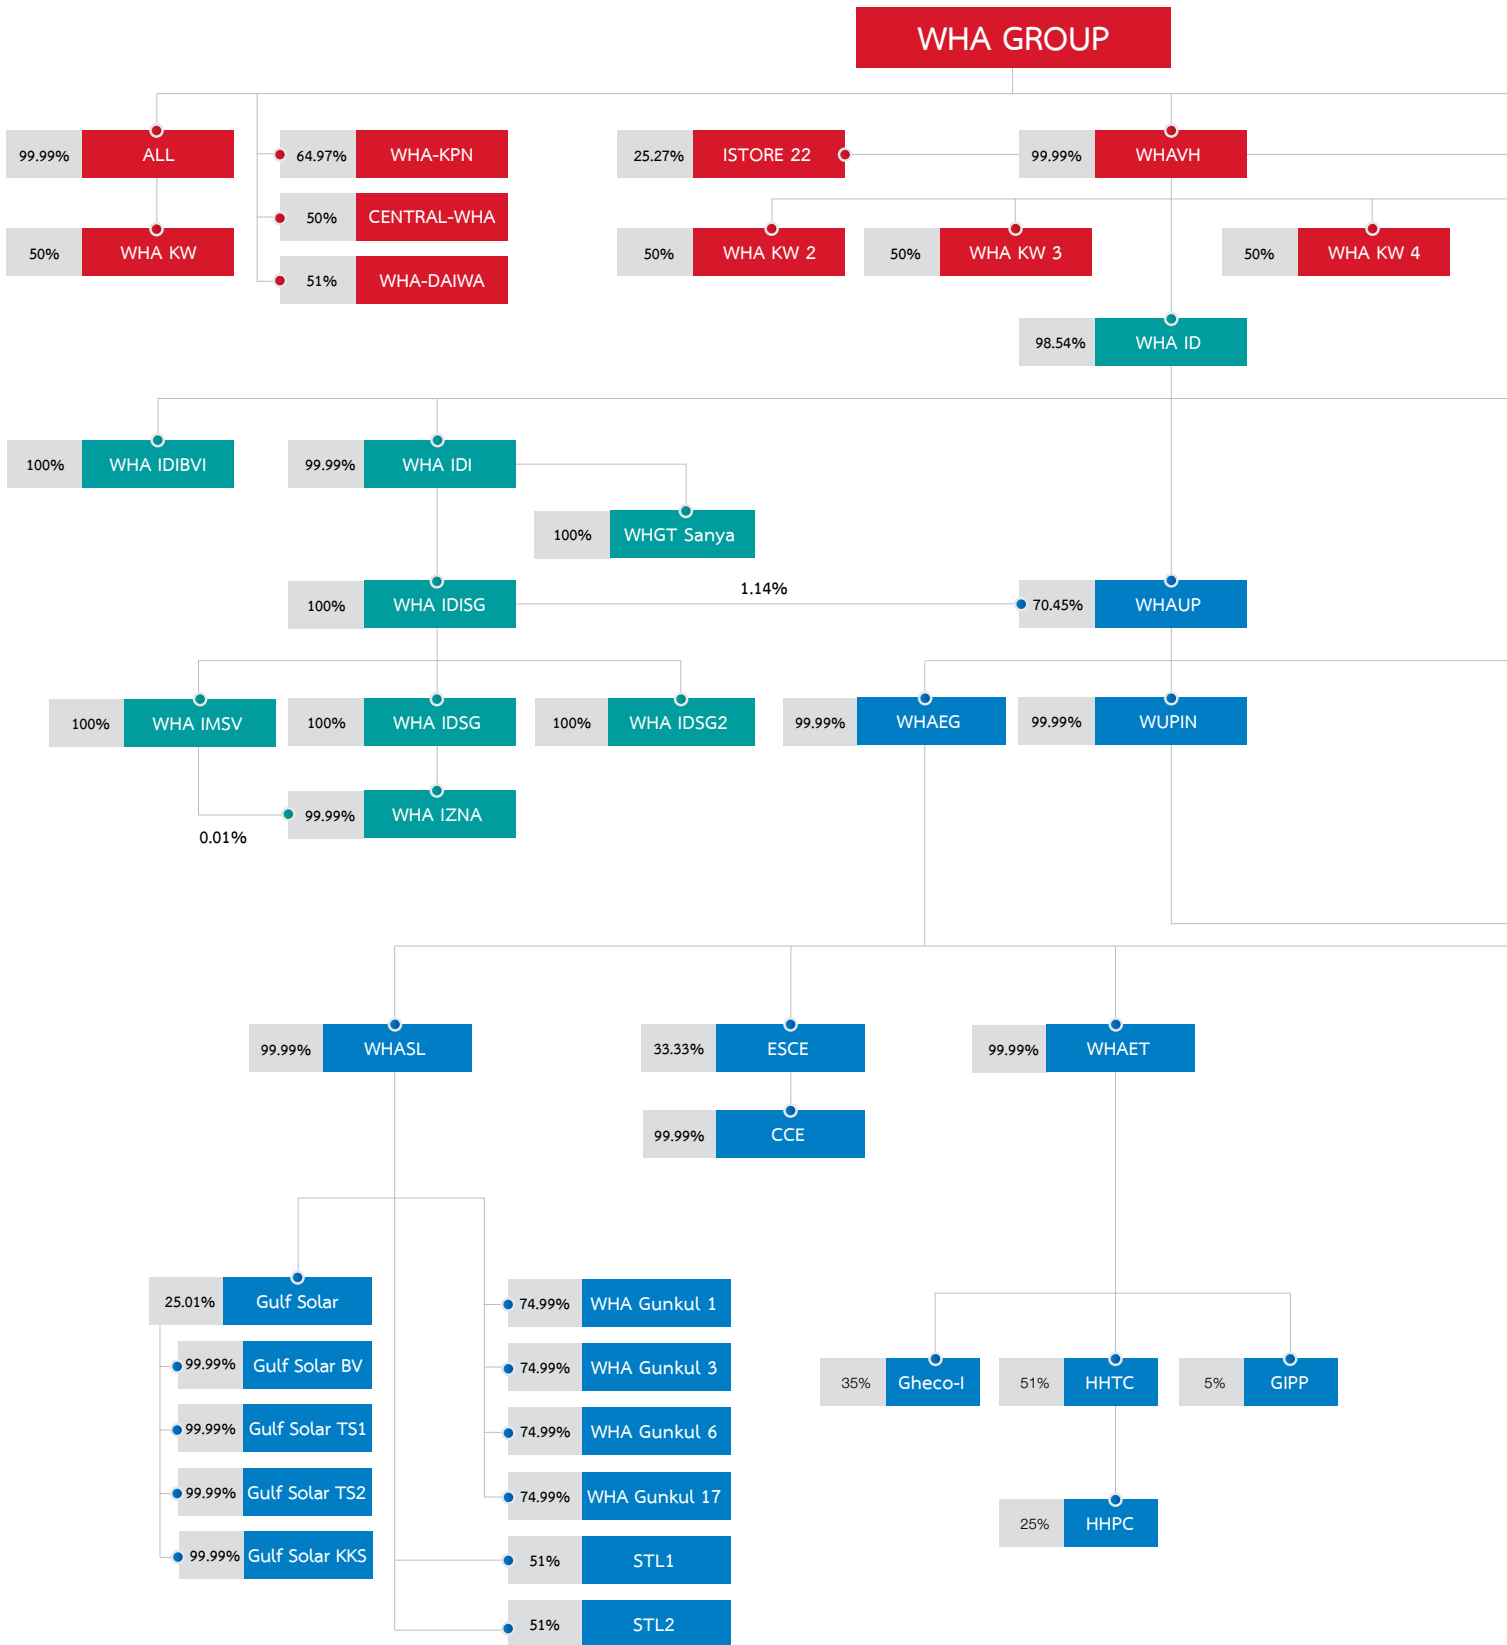 WHA GROUP
99.99% ALL
64.97% WHA-KPN
25.27% ISTORE 22
99.99% WHAVH
50% CENTRAL-WHA
50% WHA KW
50% WHA KW 2
50% WHA KW 3
50% WHA KW 4
51% WHA-DAIWA
98.54% WHA ID
100% WHA IDIBVI
99.99% WHA IDI
100% WHGT Sanya
100% WHA IDISG
1.14%
70.45% WHAUP
100% WHA IMSV
100% WHA IDSG
100% WHA IDSG2
99.99% WHAEG
99.99% WUPIN
99.99% WHA IZNA
0.01%
99.99% WHASL
33.33% ESCE
99.99% WHAET
99.99% CCE
25.01% Gulf Solar
74.99% WHA Gunkul 1
99.99% Gulf Solar BV
74.99% WHA Gunkul 3
35% Gheco-I
51% HHTC
5% GIPP
99.99% Gulf Solar TS1
74.99% WHA Gunkul 6
99.99% Gulf Solar TS2
74.99% WHA Gunkul 17
25% HHPC
99.99% Gulf Solar KKS
51% STL1
51% STL2